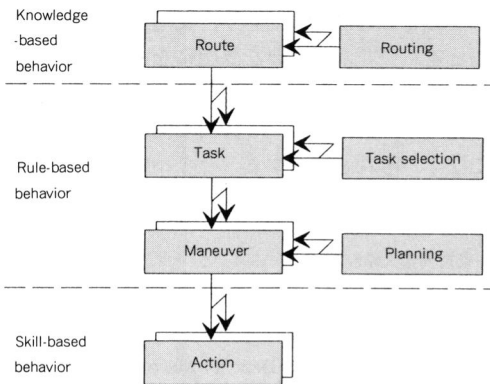 Knowledge
-based
behavior
Route
Routing
Rule-based
behavior
Task
Task selection
Maneuver
Planning
Skill-based
behavior
Action